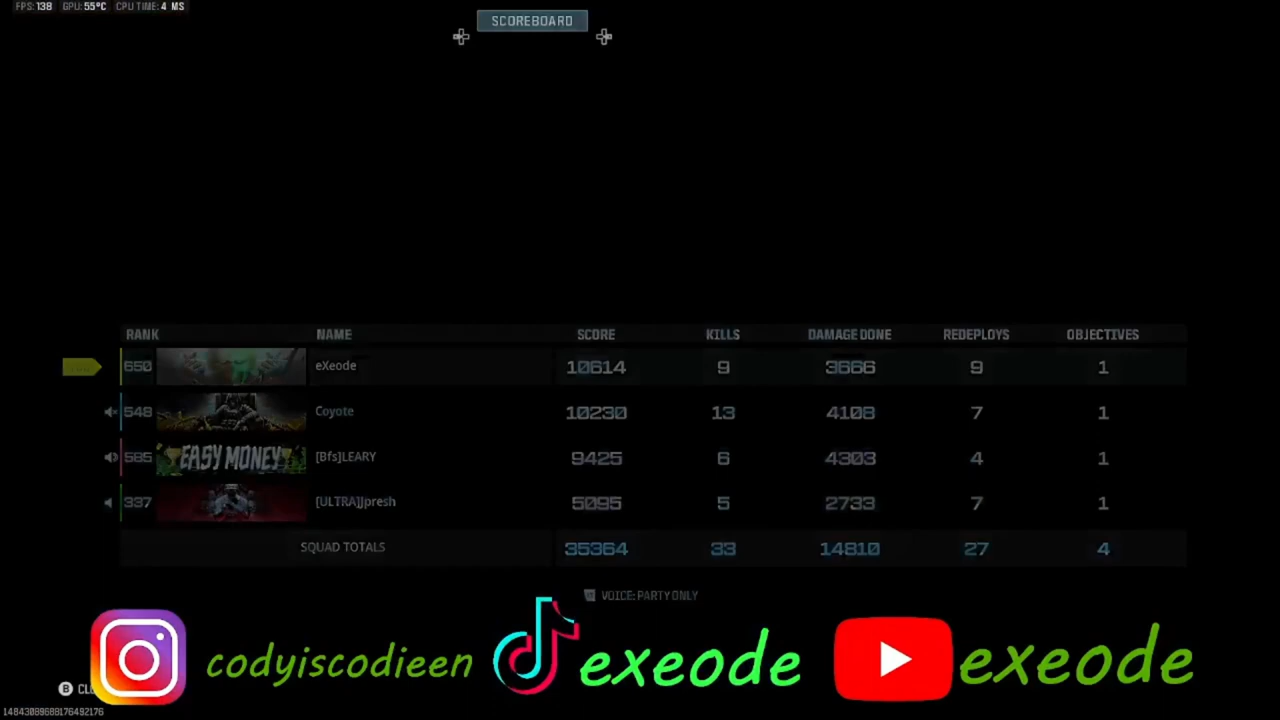 FPS: 138 GPU: 55°C CPU TIME: 4 MS
SCOREBOARD
RANK NAME SCORE KILLS DAMAGE DONE REDEPLOYS OBJECTIVES
650 eXeode 10614 9 3666 9 1
548 Coyote 10230 13 4108 7 1
585 EASY MONEY [Bfs]LEARY 9425 6 4303 4 1
337 [ULTRA]Jpresh 5095 5 2733 7 1
SQUAD TOTALS 35364 33 14810 27 4
VOICE: PARTY ONLY
codyiscodieen exeode exeode
B CL